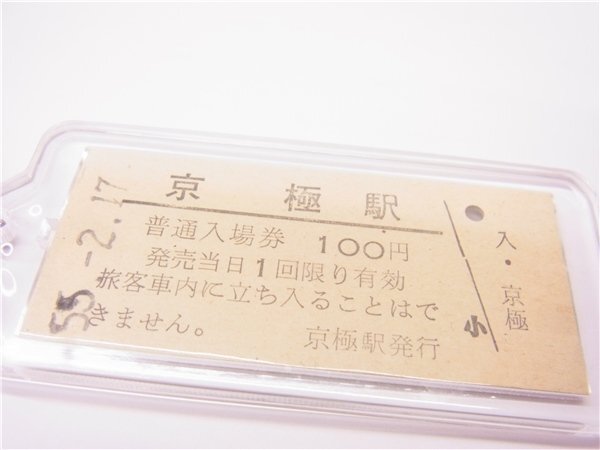 55-2.17
京極駅
普通入場券 100円
発売当日1回限り有効
旅客車内に立ち入ることはで
きません。 京極駅発行
小
入・京極